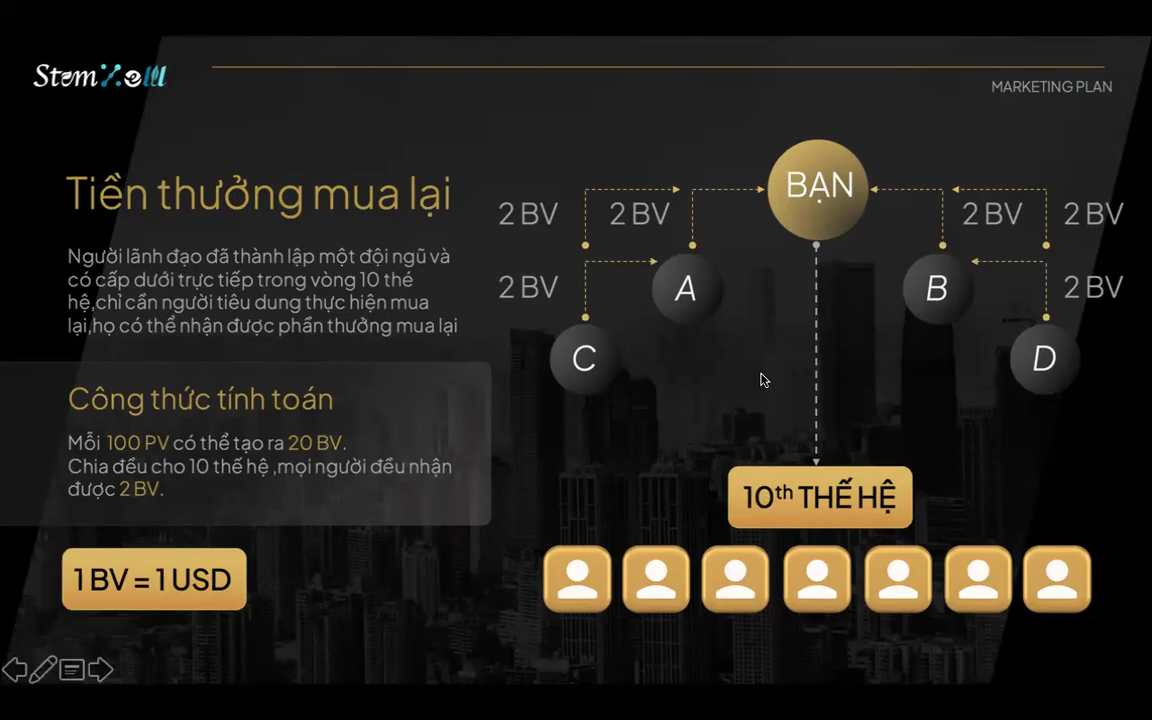 StemXell
MARKETING PLAN
Tiền thưởng mua lại
Người lãnh đạo đã thành lập một đội ngũ và
có cấp dưới trực tiếp trong vòng 10 thé
hệ,chỉ cần người tiêu dung thực hiện mua
lại,họ có thể nhận được phần thưởng mua lại
Công thức tính toán
Mỗi 100 PV có thể tạo ra 20 BV.
Chia đều cho 10 thế hệ ,mọi người đều nhận
được 2 BV.
1 BV = 1 USD
BẠN
2 BV
2 BV
2 BV
2 BV
2 BV
A
B
2 BV
C
D
10th THẾ HỆ